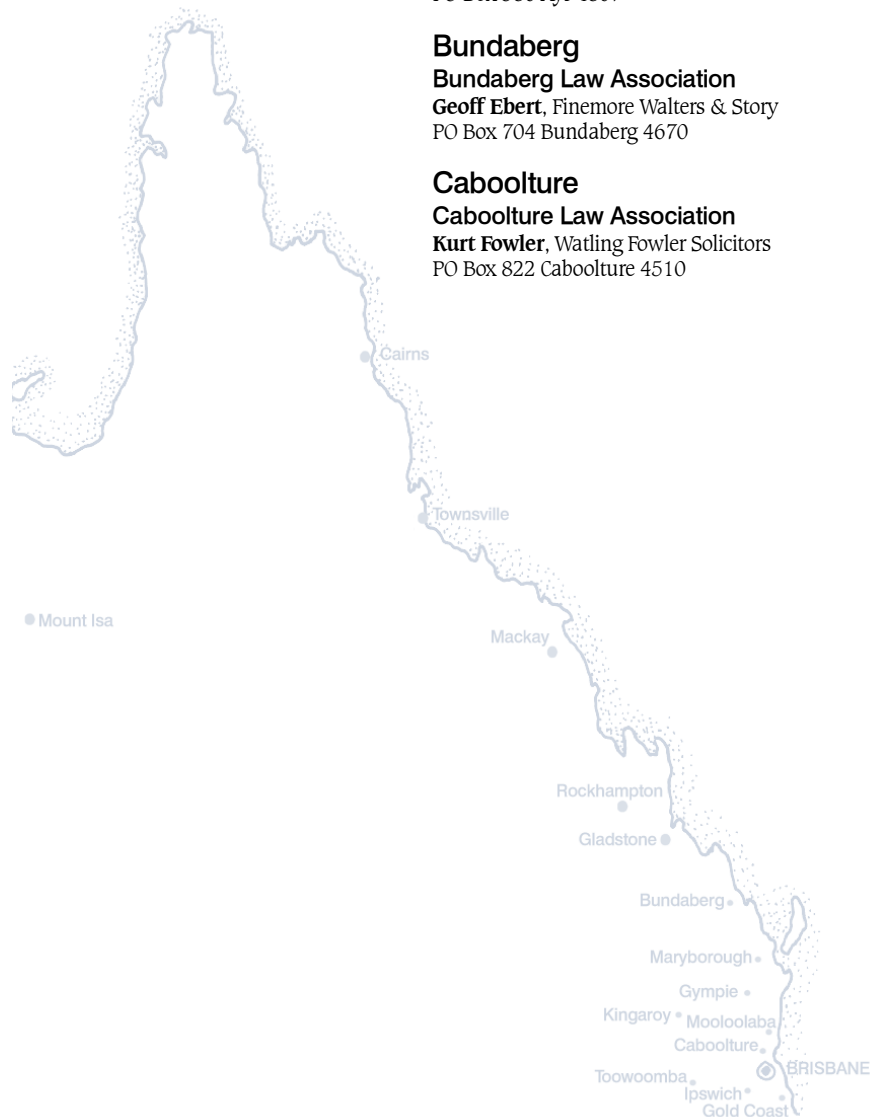 Bundaberg
Bundaberg Law Association
Geoff Ebert, Finemore Walters & Story
PO Box 704 Bundaberg 4670
Caboolture
Caboolture Law Association
Kurt Fowler, Watling Fowler Solicitors
PO Box 822 Caboolture 4510
Cairns
Townsville
Mount Isa
Mackay
Rockhampton
Gladstone
Bundaberg
Maryborough
Gympie
Kingaroy
Mooloolaba
Caboolture
BRISBANE
Toowoomba
Ipswich
Gold Coast